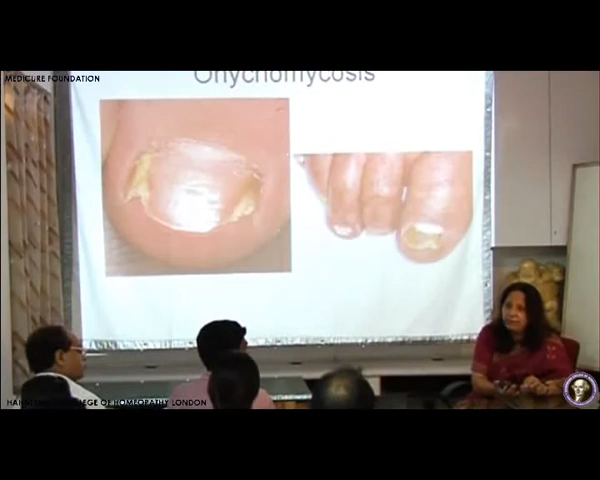 MEDICURE FOUNDATION
Onychomycosis
COLLEGE OF HOMEOPATHY LONDON